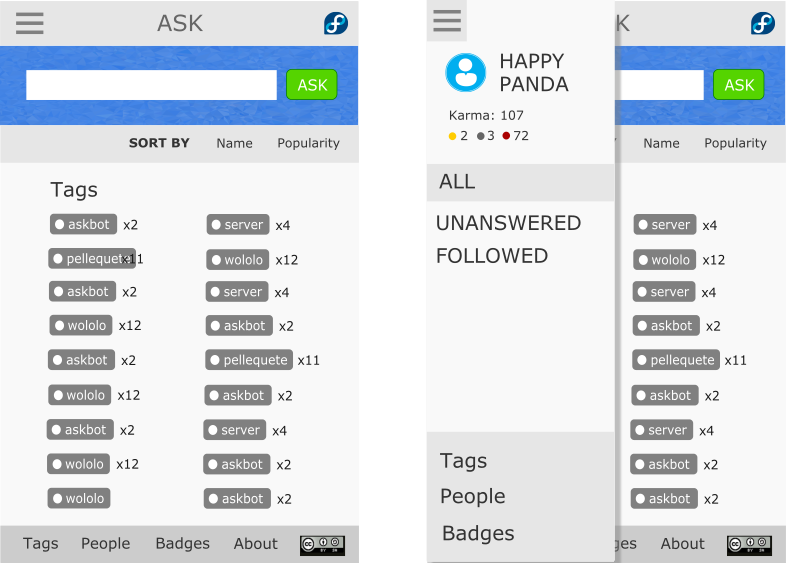 ASK
ASK
SORT BY Name Popularity
Tags
askbot x2 server x4
pellequete x11 wololo x12
askbot x2 server x4
wololo x12 askbot x2
askbot x2 pellequete x11
wololo x12 askbot x2
askbot x2 server x4
wololo x12 askbot x2
wololo askbot x2
Tags People Badges About
CC BY SA
K
HAPPY
PANDA
ASK
Karma: 107
2 3 72
Name Popularity
ALL
UNANSWERED
FOLLOWED
server x4
wololo x12
server x4
askbot x2
pellequete x11
askbot x2
server x4
askbot x2
askbot x2
Tags
People
Badges
ges About